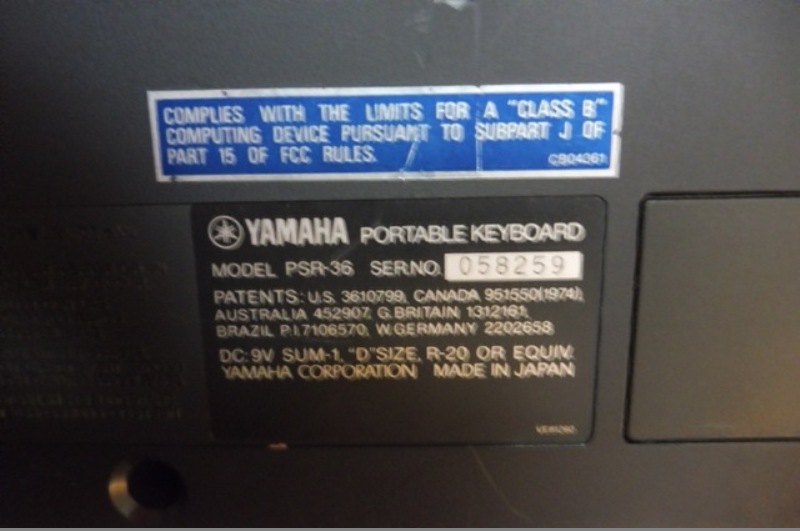 COMPLIES WITH THE LIMITS FOR A "CLASS B"
COMPUTING DEVICE PURSUANT TO SUBPART J OF
PART 15 OF FCC RULES.
CB04261
YAMAHA PORTABLE KEYBOARD
MODEL PSR-36 SER.NO. 058259
PATENTS: U.S. 3610799, CANADA 951550(1974),
AUSTRALIA 452907, G.BRITAIN 1312161,
BRAZIL P.I.7106570, W.GERMANY 2202658
DC: 9V SUM-1, "D" SIZE, R-20 OR EQUIV.
YAMAHA CORPORATION MADE IN JAPAN